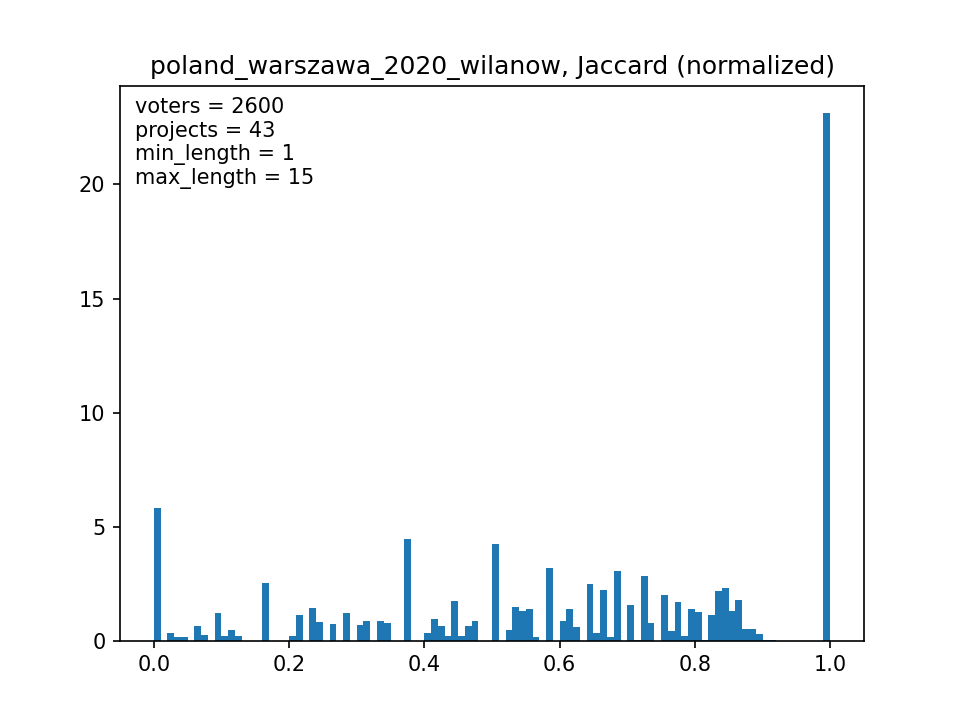 poland_warszawa_2020_wilanow, Jaccard (normalized)
voters = 2600
projects = 43
min_length = 1
max_length = 15
20
15
10
5
0
0.0 0.2 0.4 0.6 0.8 1.0